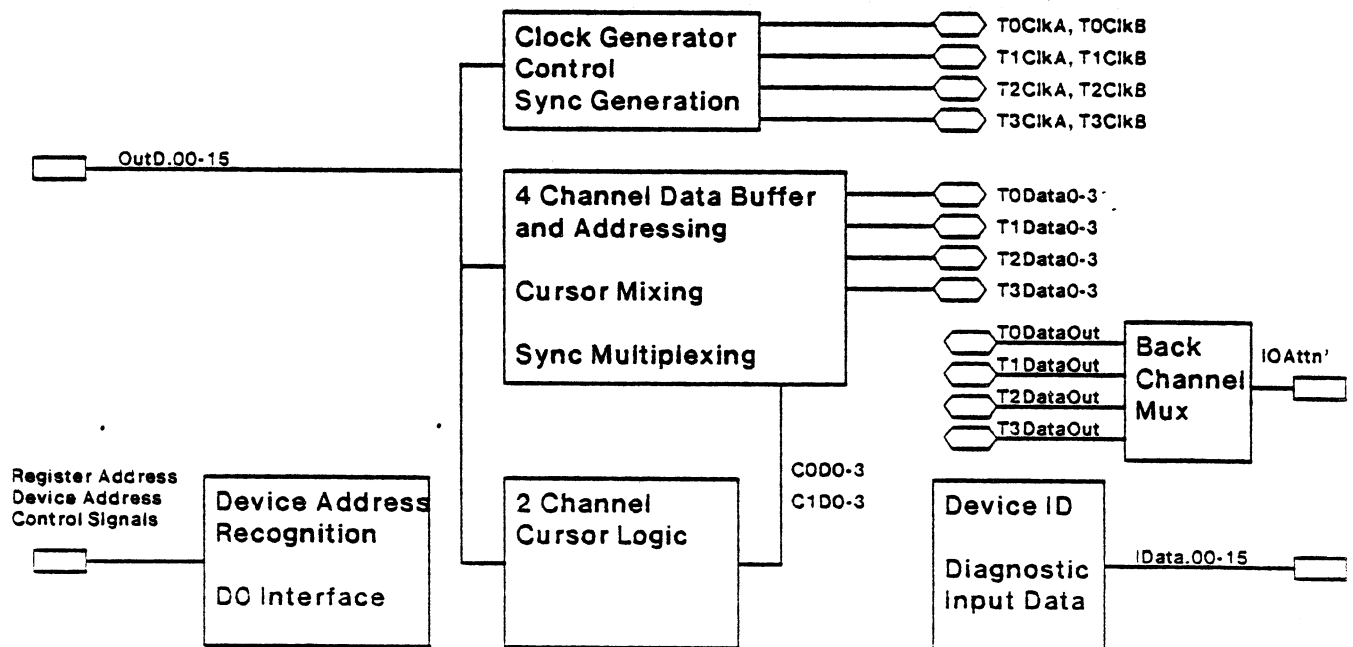 Clock Generator
Control
Sync Generation
T0ClkA, T0ClkB
T1ClkA, T1ClkB
T2ClkA, T2ClkB
T3ClkA, T3ClkB
OutD.00-15
4 Channel Data Buffer
and Addressing
Cursor Mixing
Sync Multiplexing
T0Data0-3
T1Data0-3
T2Data0-3
T3Data0-3
T0DataOut
T1DataOut
T2DataOut
T3DataOut
Back
Channel
Mux
IOAttn'
Register Address
Device Address
Control Signals
Device Address
Recognition
D0 Interface
2 Channel
Cursor Logic
C0D0-3
C1D0-3
Device ID
Diagnostic
Input Data
IData.00-15